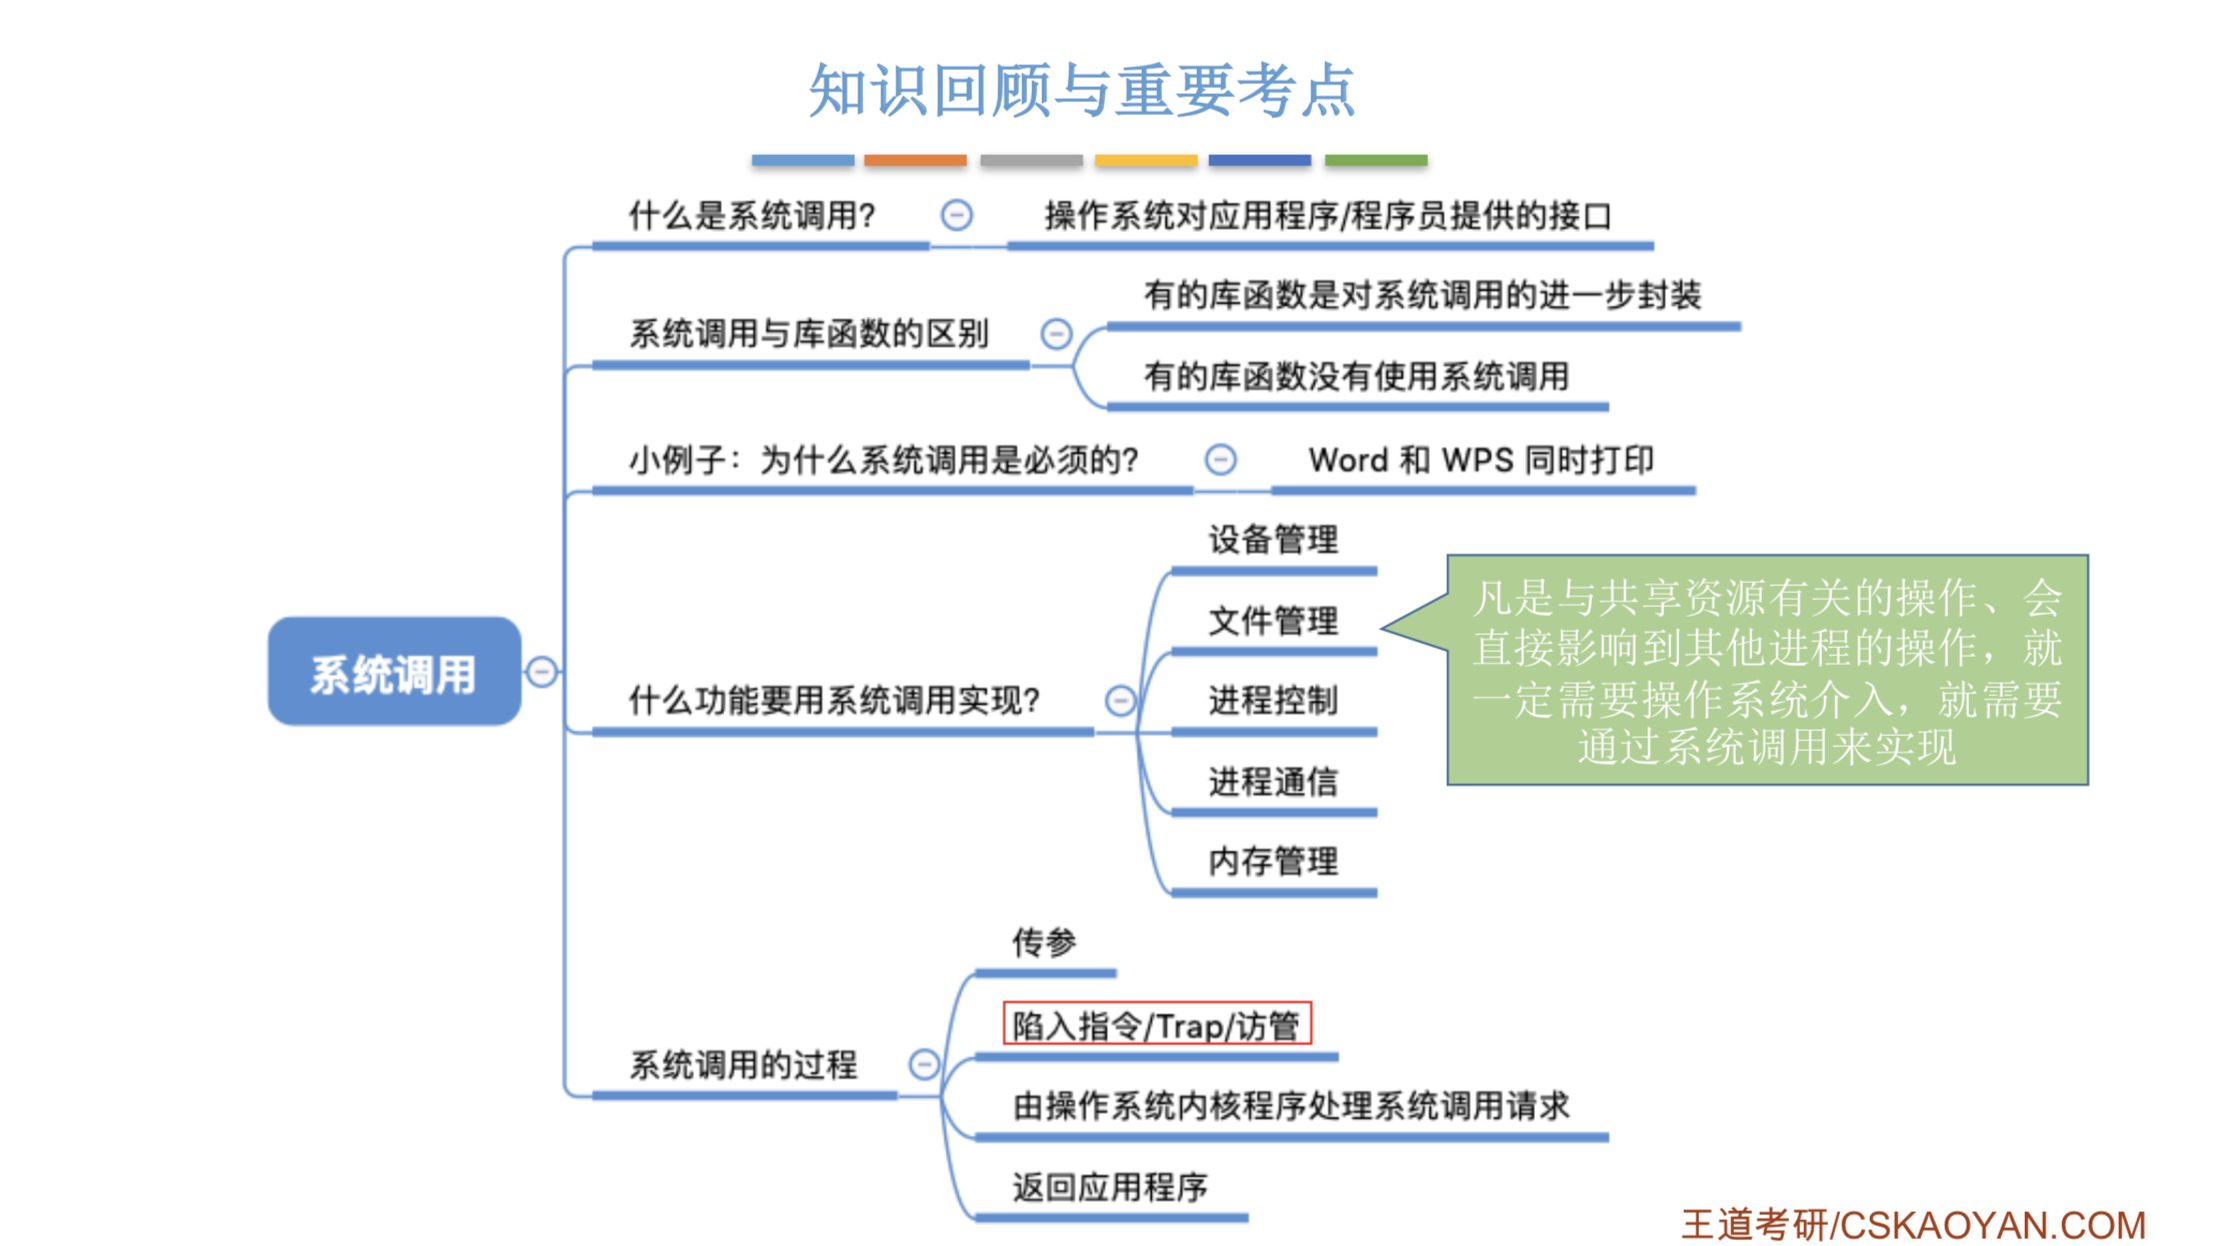 知识回顾与重要考点
什么是系统调用?
操作系统对应用程序/程序员提供的接口
系统调用与库函数的区别
有的库函数是对系统调用的进一步封装
有的库函数没有使用系统调用
小例子：为什么系统调用是必须的?
Word 和 WPS 同时打印
系统调用
什么功能要用系统调用实现?
设备管理
文件管理
进程控制
进程通信
内存管理
凡是与共享资源有关的操作、会
直接影响到其他进程的操作，就
一定需要操作系统介入，就需要
通过系统调用来实现
系统调用的过程
传参
陷入指令/Trap/访管
由操作系统内核程序处理系统调用请求
返回应用程序
王道考研/CSKAOYAN.COM